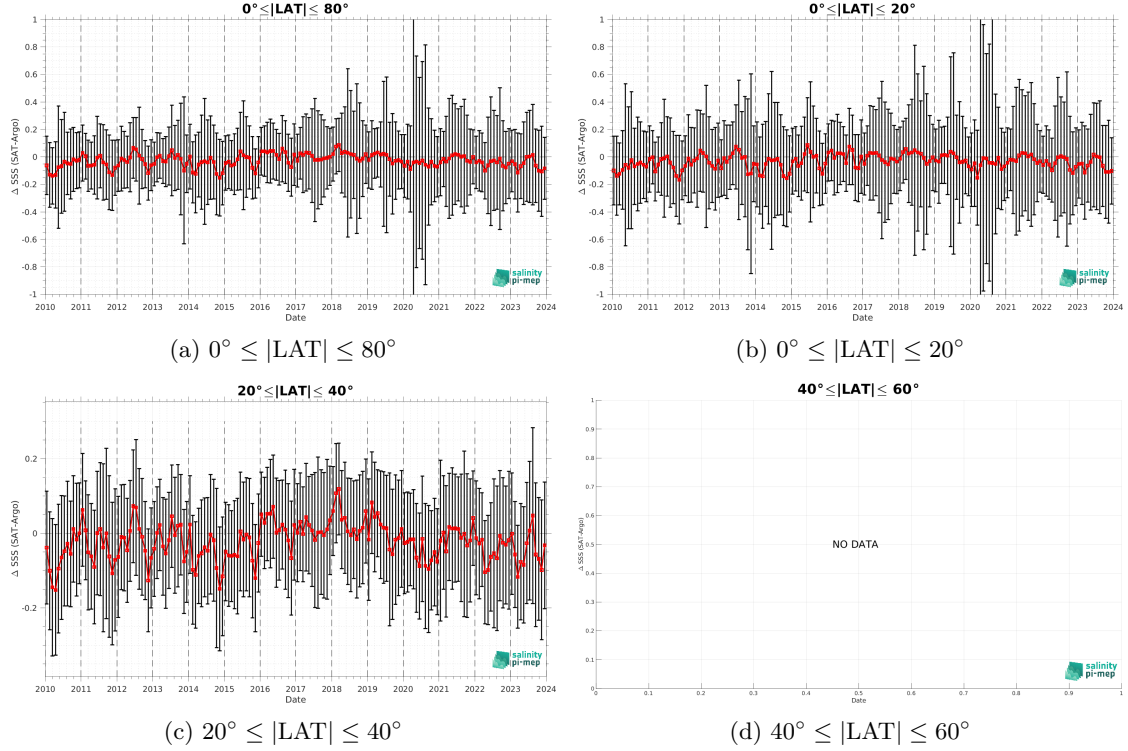 0°≤|LAT|≤ 80°
1
0.8
0.6
0.4
0.2
0
-0.2
-0.4
-0.6
-0.8
-1
Δ SSS (SAT-Argo)
2010 2011 2012 2013 2014 2015 2016 2017 2018 2019 2020 2021 2022 2023 2024
Date
salinity
pi-mep
(a) 0° ≤ |LAT| ≤ 80°
0°≤|LAT|≤ 20°
1
0.8
0.6
0.4
0.2
0
-0.2
-0.4
-0.6
-0.8
-1
Δ SSS (SAT-Argo)
2010 2011 2012 2013 2014 2015 2016 2017 2018 2019 2020 2021 2022 2023 2024
Date
salinity
pi-mep
(b) 0° ≤ |LAT| ≤ 20°
20°≤|LAT|≤ 40°
0.2
0
-0.2
Δ SSS (SAT-Argo)
2010 2011 2012 2013 2014 2015 2016 2017 2018 2019 2020 2021 2022 2023 2024
Date
salinity
pi-mep
(c) 20° ≤ |LAT| ≤ 40°
40°≤|LAT|≤ 60°
1
0.9
0.8
0.7
0.6
0.5
0.4
0.3
0.2
0.1
0
Δ SSS (SAT-Argo)
NO DATA
0 0.1 0.2 0.3 0.4 0.5 0.6 0.7 0.8 0.9 1
Date
salinity
pi-mep
(d) 40° ≤ |LAT| ≤ 60°